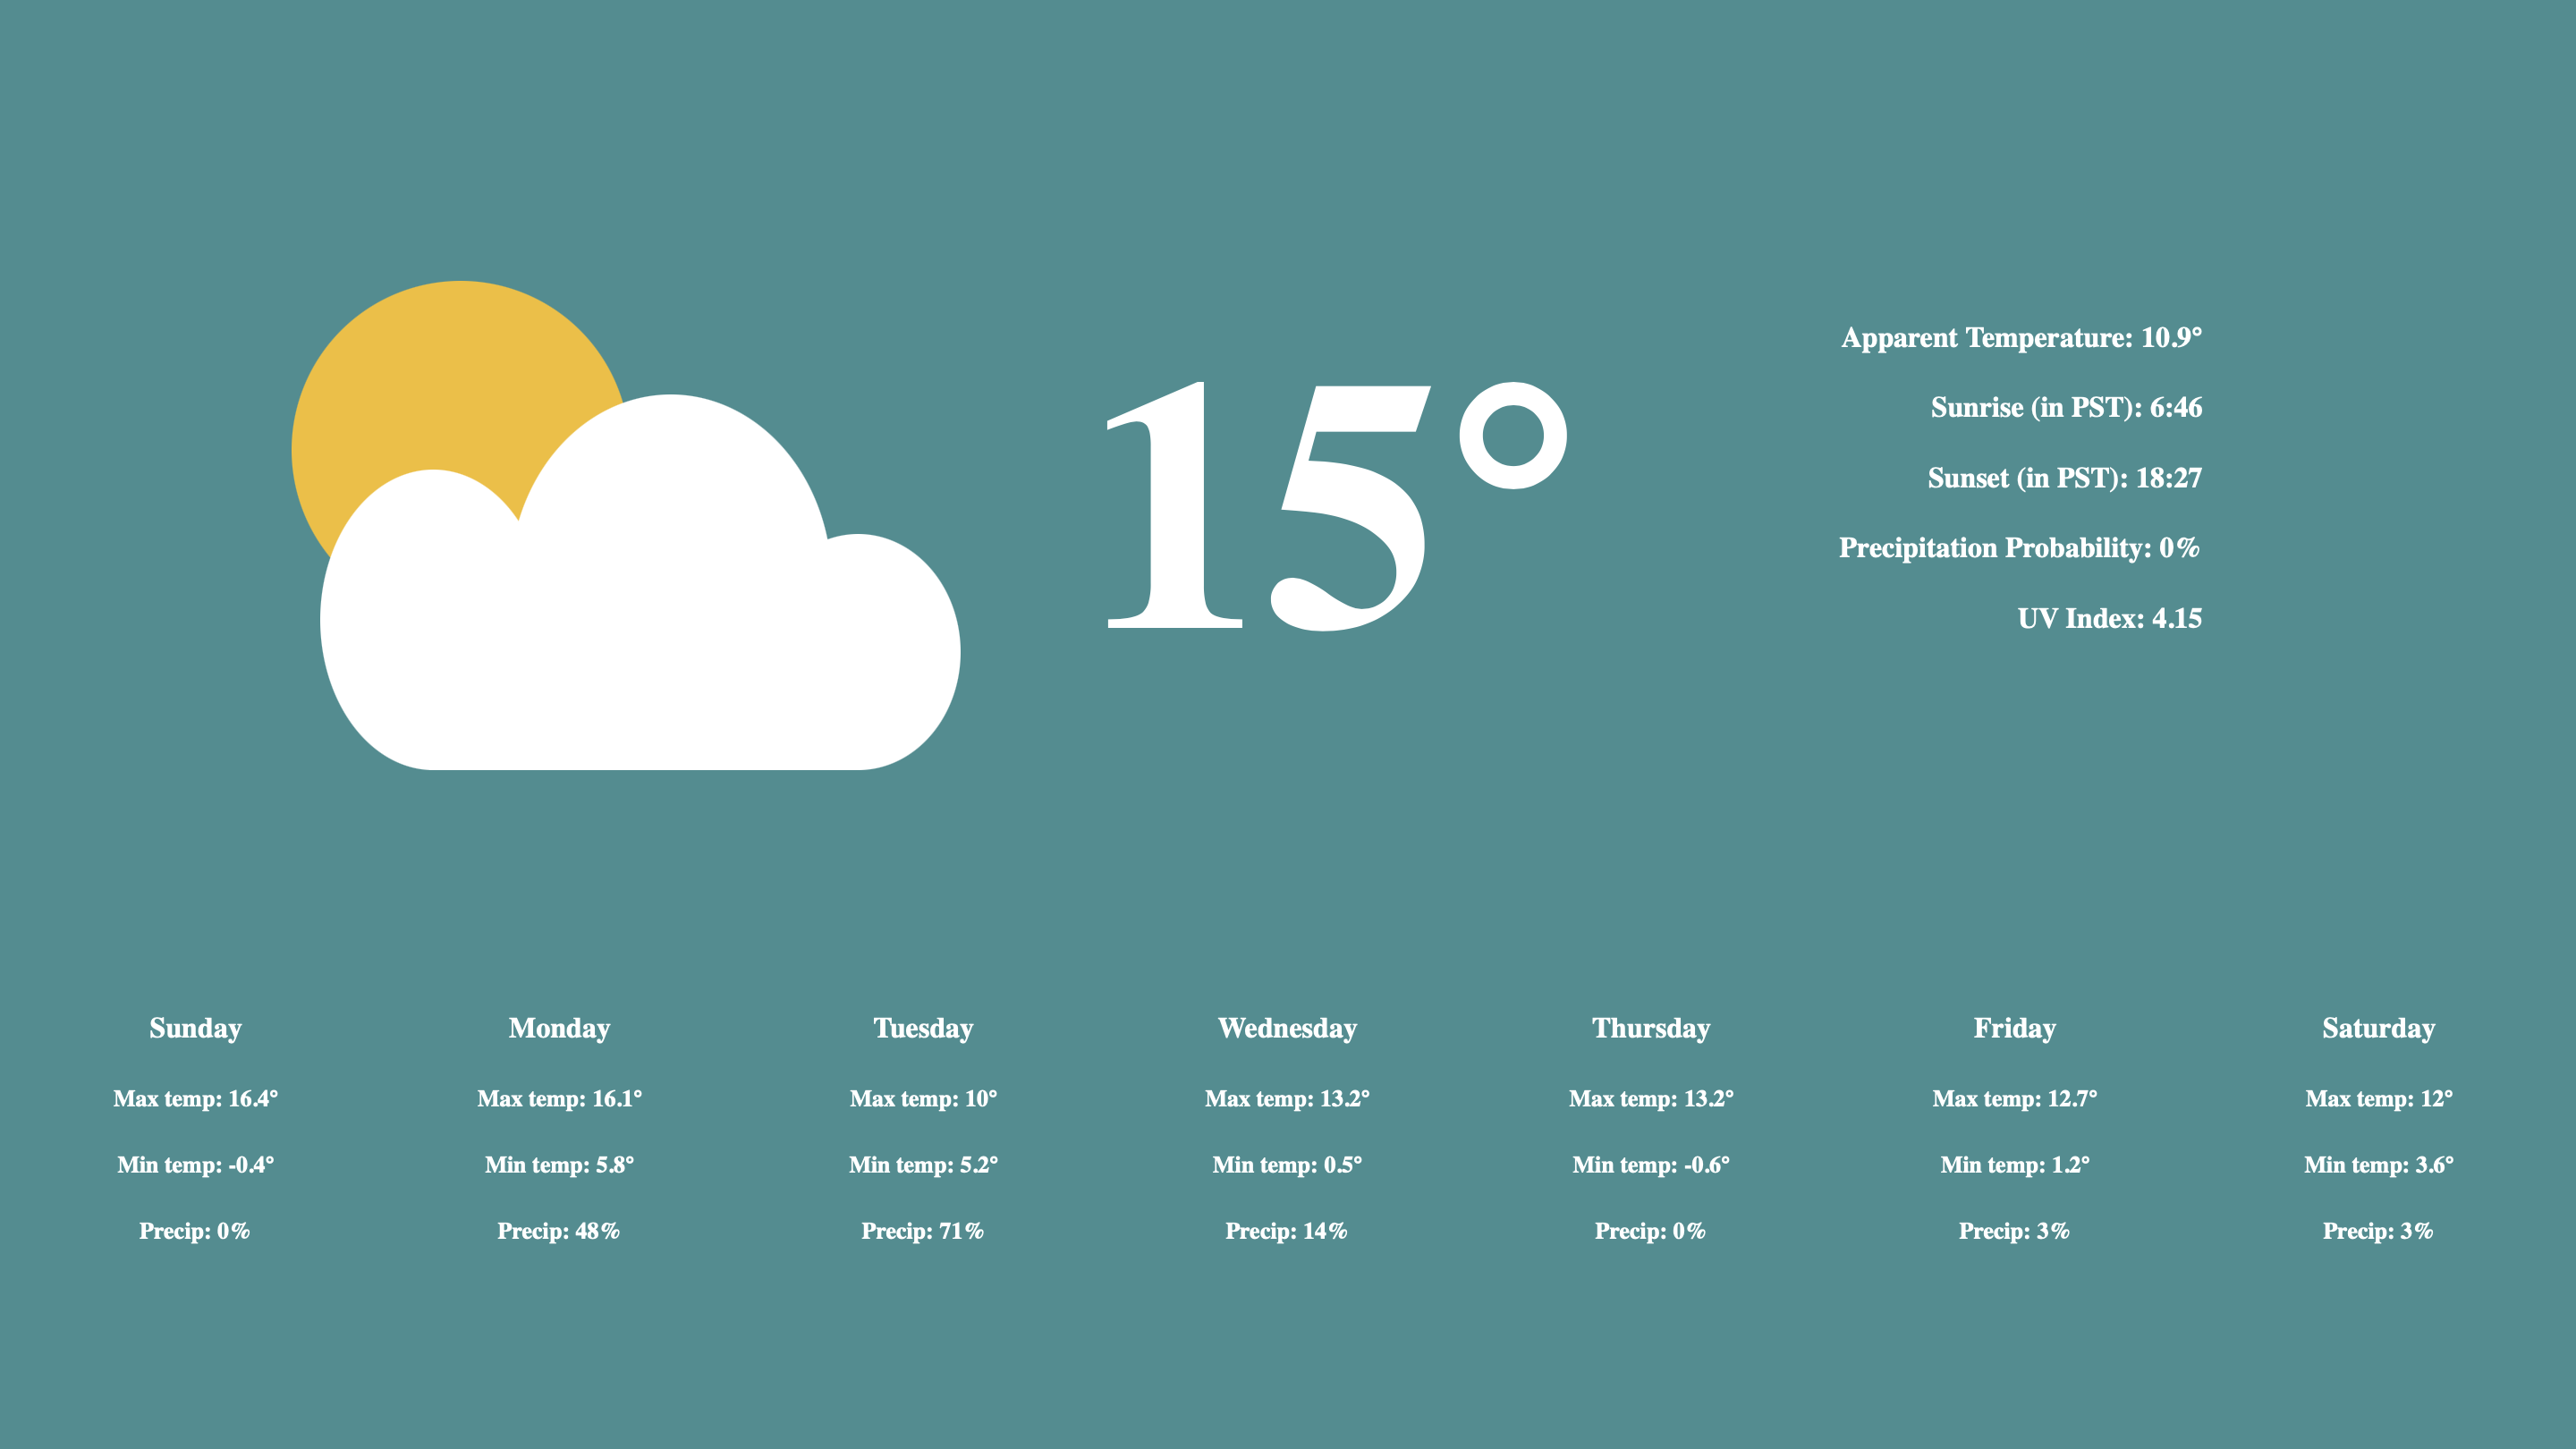 15°
Apparent Temperature: 10.9°
Sunrise (in PST): 6:46
Sunset (in PST): 18:27
Precipitation Probability: 0%
UV Index: 4.15
Sunday
Max temp: 16.4°
Min temp: -0.4°
Precip: 0%
Monday
Max temp: 16.1°
Min temp: 5.8°
Precip: 48%
Tuesday
Max temp: 10°
Min temp: 5.2°
Precip: 71%
Wednesday
Max temp: 13.2°
Min temp: 0.5°
Precip: 14%
Thursday
Max temp: 13.2°
Min temp: -0.6°
Precip: 0%
Friday
Max temp: 12.7°
Min temp: 1.2°
Precip: 3%
Saturday
Max temp: 12°
Min temp: 3.6°
Precip: 3%